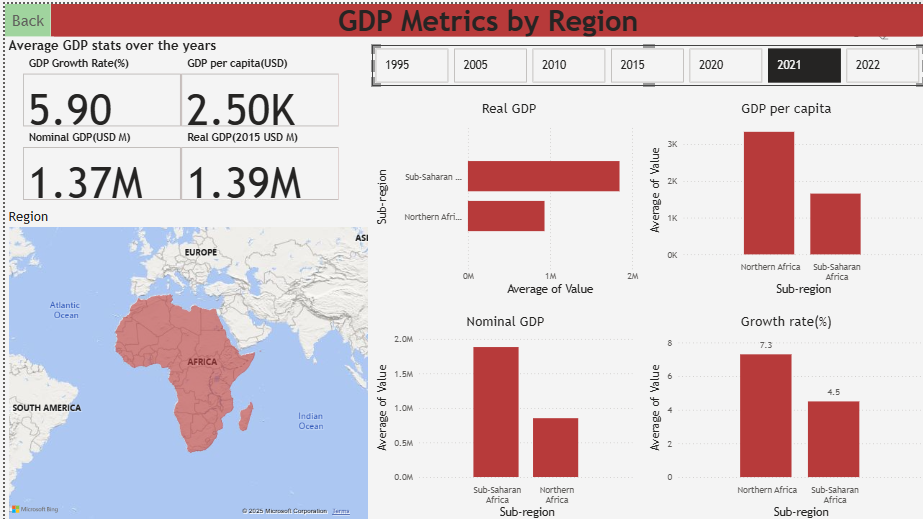 Back
GDP Metrics by Region
Average GDP stats over the years
GDP Growth Rate(%)
GDP per capita(USD)
5.90
2.50K
Nominal GDP(USD M)
Real GDP(2015 USD M)
1.37M
1.39M
1995
2005
2010
2015
2020
2021
2022
Region
EUROPE
ASI
Atlantic
Ocean
AFRICA
SOUTH AMERICA
Indian
Ocean
Microsoft Bing
© 2025 Microsoft Corporation Terms
Real GDP
Sub-region
Sub-Saharan ...
Northern Afri...
0M
1M
2M
Average of Value
GDP per capita
Average of Value
3K
2K
1K
0K
Northern Africa
Sub-Saharan
Africa
Sub-region
Nominal GDP
Average of Value
2.0M
1.5M
1.0M
0.5M
0.0M
Sub-Saharan
Africa
Northern
Africa
Sub-region
Growth rate(%)
Average of Value
8
6
4
2
0
7.3
4.5
Northern Africa
Sub-Saharan
Africa
Sub-region